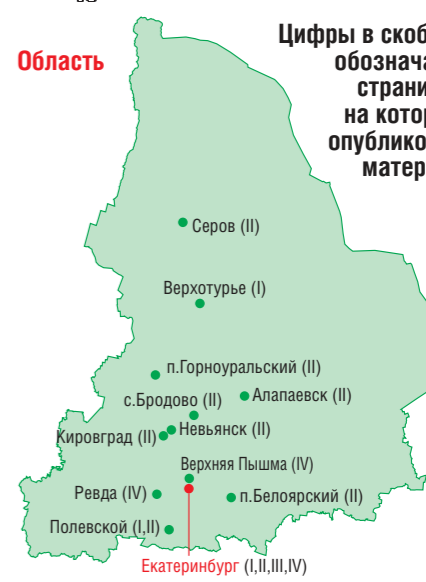 Область
Цифры в скоб
обознача
страни
на котор
опубликo
матер
Серов (II)
Верхотурье (I)
п.Горноуральский (II)
с.Бродово (II)
Алапаевск (II)
Кировград (II)
Невьянск (II)
Верхняя Пышма (IV)
Ревда (IV)
п.Белоярский (II)
Полевской (I,II)
Екатеринбург (I,II,III,IV)